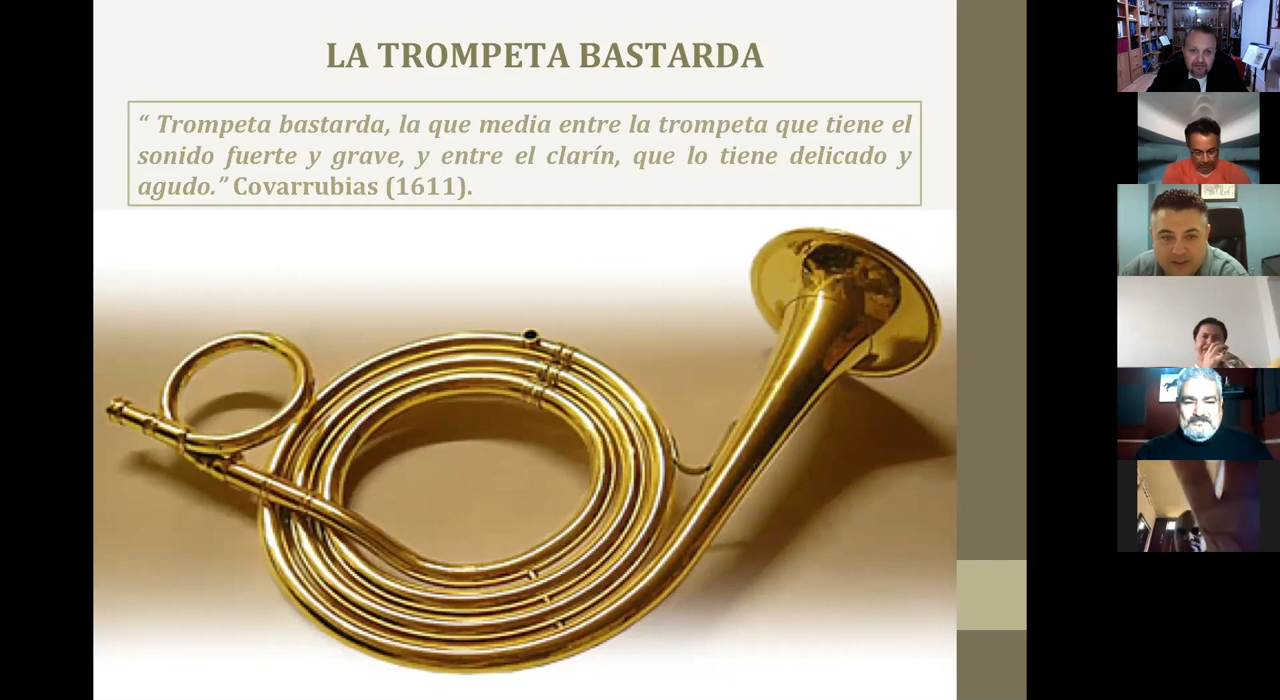 LA TROMPETA BASTARDA
“ Trompeta bastarda, la que media entre la trompeta que tiene el
sonido fuerte y grave, y entre el clarín, que lo tiene delicado y
agudo.” Covarrubias (1611).